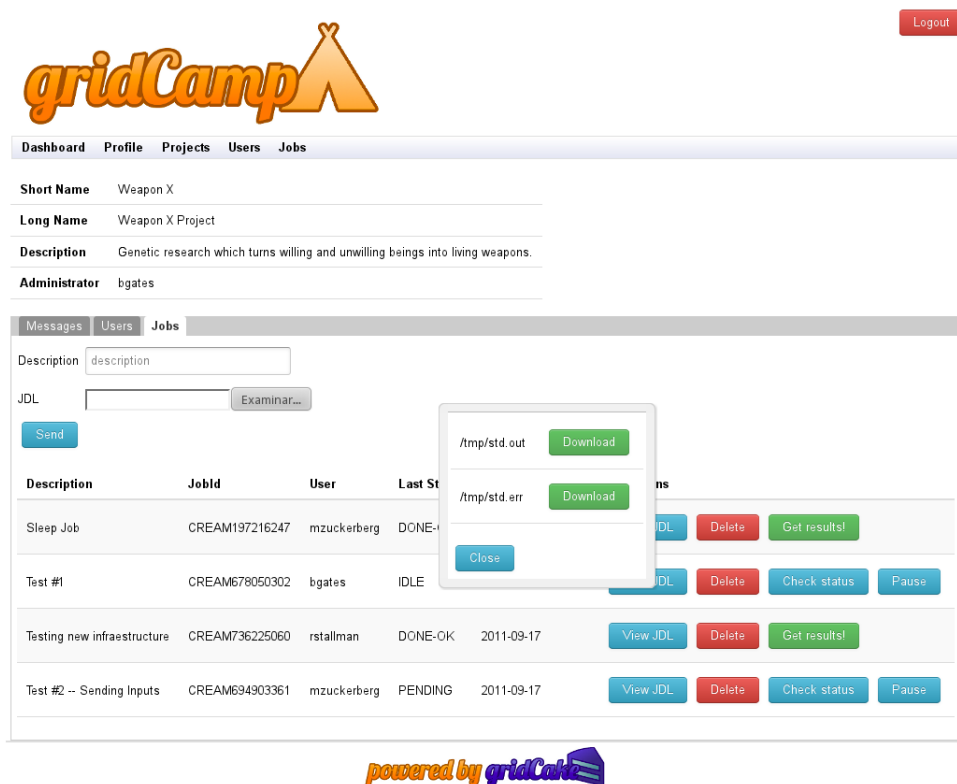 Logout
gridCamp
Dashboard Profile Projects Users Jobs
Short Name Weapon X
Long Name Weapon X Project
Description Genetic research which turns willing and unwilling beings into living weapons.
Administrator bgates
Messages Users Jobs
Description description
JDL Examinar...
Send
/tmp/std.out Download
/tmp/std.err Download
Close
Description JobId User Last St ns
Sleep Job CREAM197216247 mzuckerberg DONE- JDL Delete Get results!
Test #1 CREAM678050302 bgates IDLE JDL Delete Check status Pause
Testing new infraestructure CREAM736225060 rstallman DONE-OK 2011-09-17 View JDL Delete Get results!
Test #2 -- Sending Inputs CREAM694903361 mzuckerberg PENDING 2011-09-17 View JDL Delete Check status Pause
powered by gridCake